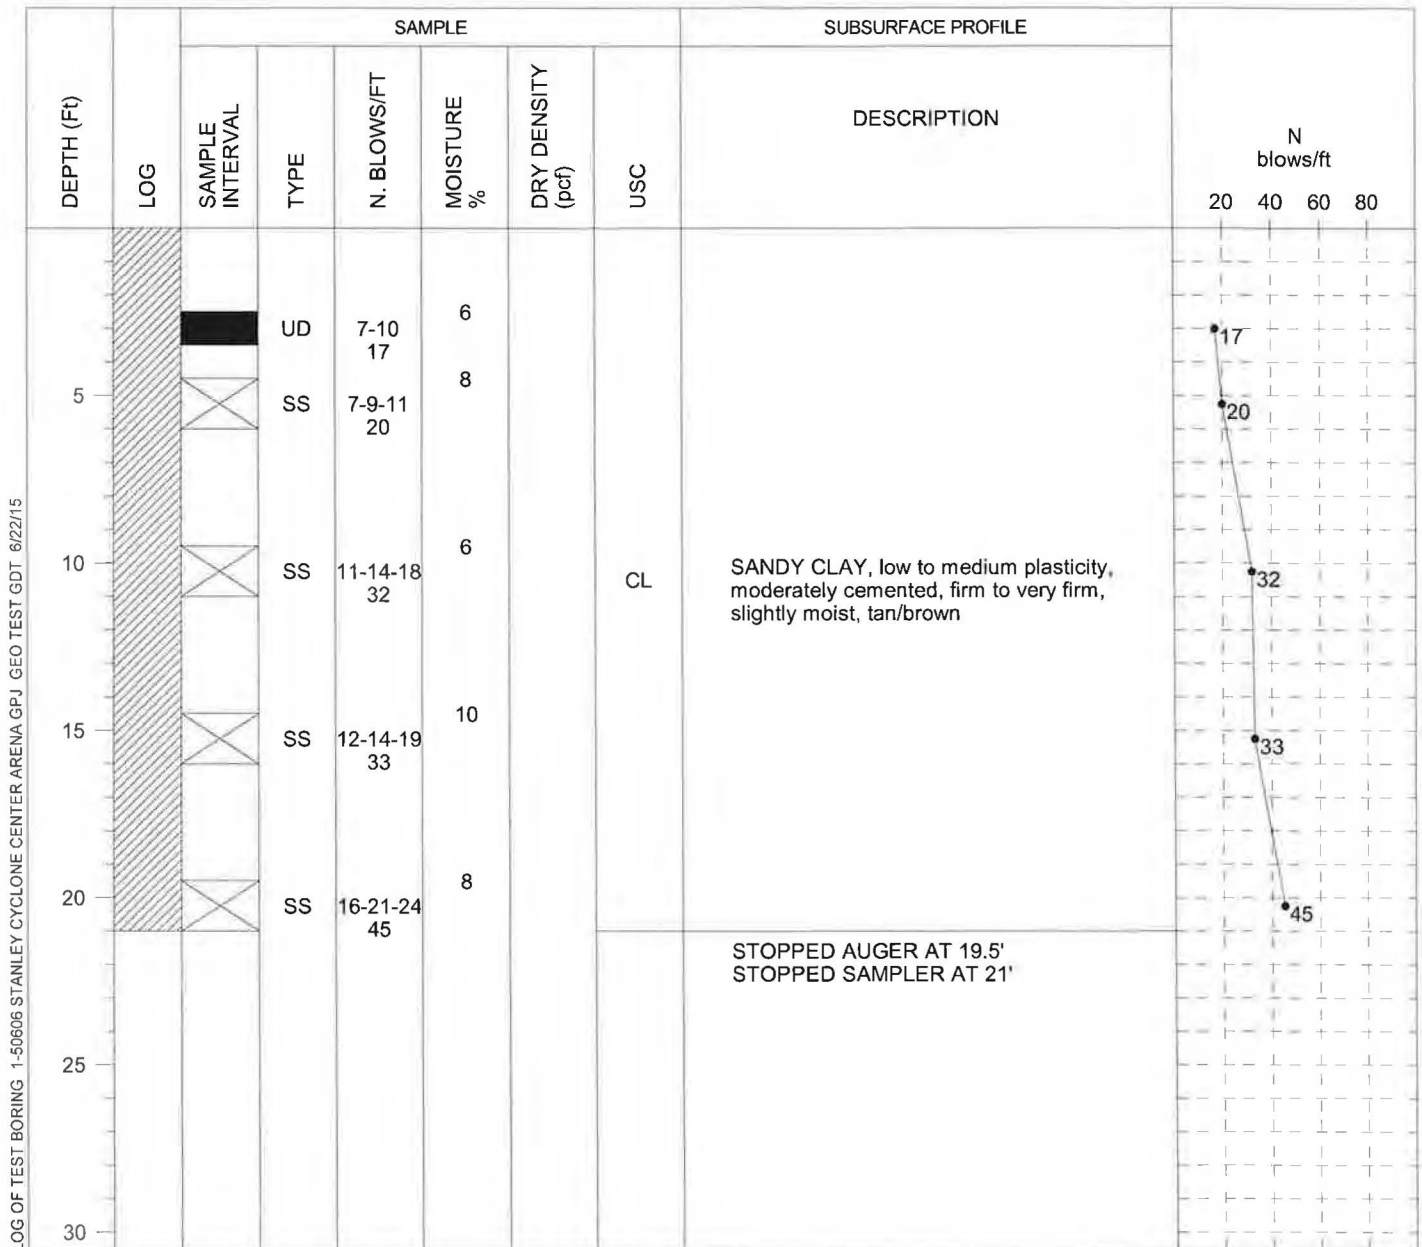 SAMPLE
SUBSURFACE PROFILE
DEPTH (Ft)
LOG
SAMPLE
INTERVAL
TYPE
N. BLOWS/FT
MOISTURE
%
DRY DENSITY
(pcf)
USC
DESCRIPTION
N
blows/ft
20 40 60 80
UD
7-10
17
6
17
5
SS
7-9-11
20
8
20
10
SS
11-14-18
32
6
CL
SANDY CLAY, low to medium plasticity,
moderately cemented, firm to very firm,
slightly moist, tan/brown
32
15
SS
12-14-19
33
10
33
20
SS
16-21-24
45
8
45
STOPPED AUGER AT 19.5'
STOPPED SAMPLER AT 21'
25
30
LOG OF TEST BORING 1-50606 STANLEY CYCLONE CENTER ARENA GPJ GEO TEST GDT 6/22/15